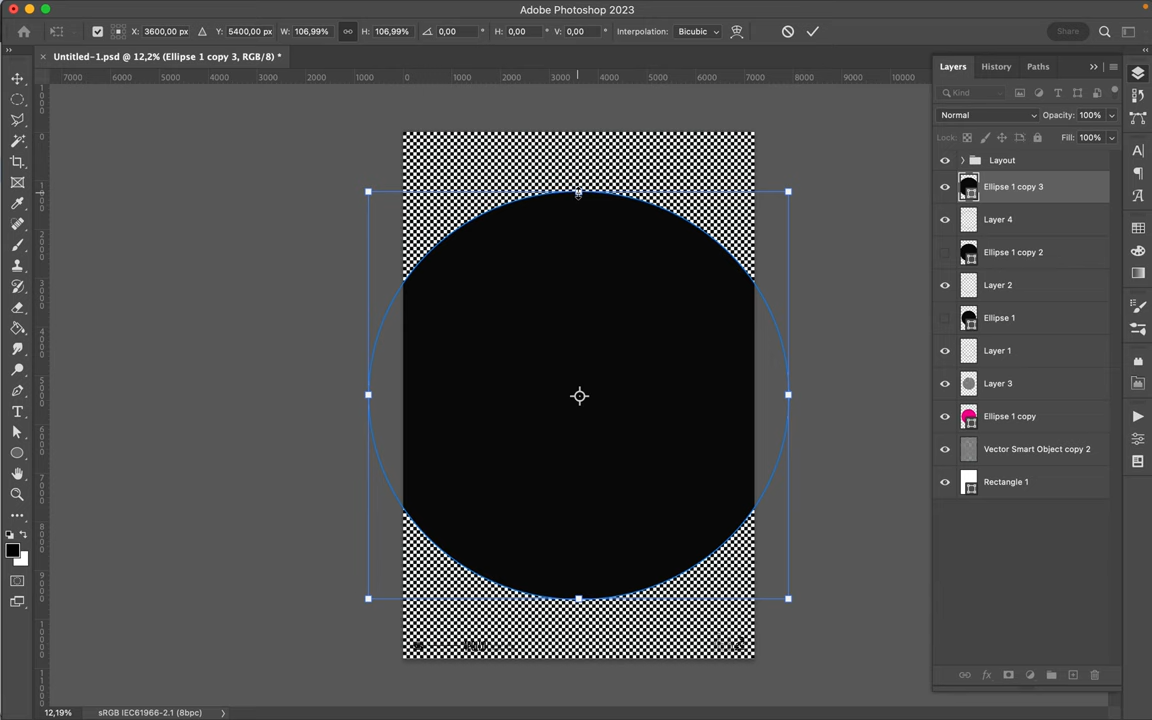 Adobe Photoshop 2023
X: 3600,00 px Y: 5400,00 px W: 106,99% H: 106,99% 0,00 ° H: 0,00 ° V: 0,00 ° Interpolation: Bicubic Share
Untitled-1.psd @ 12,2% (Ellipse 1 copy 3, RGB/8) *
7000 6000 5000 4000 3000 2000 1000 0 1000 2000 3000 4000 5000 6000 7000 8000 9000 10000
Layers History Paths
Kind
Normal Opacity: 100%
Lock: Fill: 100%
Layout
Ellipse 1 copy 3
Layer 4
Ellipse 1 copy 2
Layer 2
Ellipse 1
Layer 1
Layer 3
Ellipse 1 copy
Vector Smart Object copy 2
Rectangle 1
12,19% sRGB IEC61966-2.1 (8bpc)